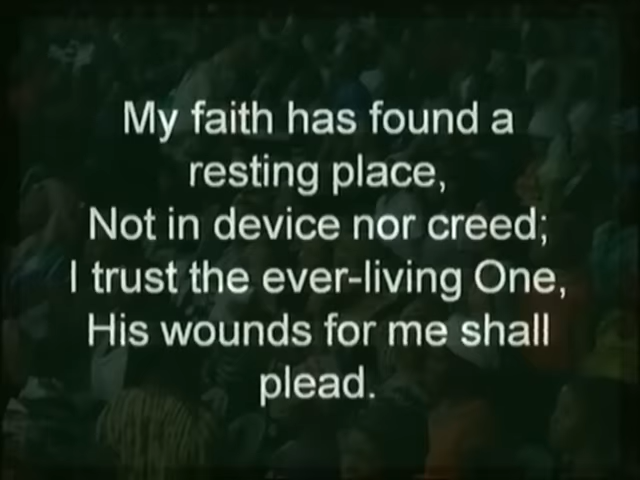 My faith has found a
resting place,
Not in device nor creed;
I trust the ever-living One,
His wounds for me shall
plead.